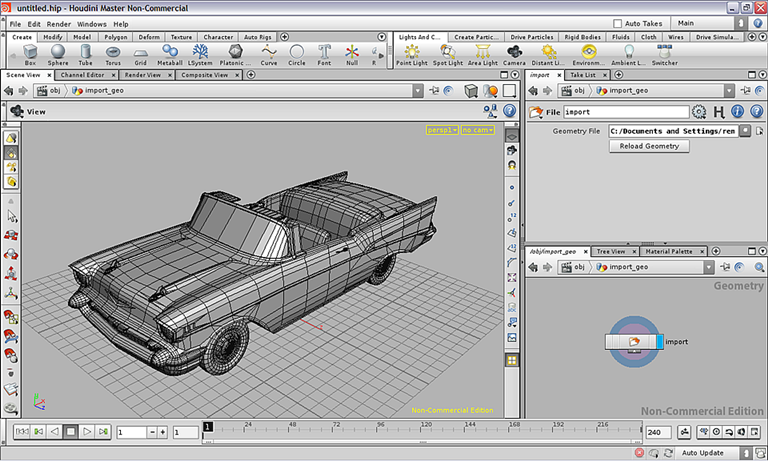 untitled.hip - Houdini Master Non-Commercial
File Edit Render Windows Help
Auto Takes Main
Create Modify Model Polygon Deform Texture Character Auto Rigs
Lights And C... Create Partic... Drive Particles Rigid Bodies Fluids Cloth Wires Drive Simula...
Box Sphere Tube Torus Grid Metaball LSystem Platonic ... Curve Circle Font Null R
Point Light Spot Light Area Light Camera Distant Li... Environm... Ambient L... Switcher
Scene View Channel Editor Render View Composite View
import Take List
obj import_geo
obj import_geo
View
File import
Geometry File C:/Documents and Settings/ren
Reload Geometry
persp1 no cam
/obj/import_geo Tree View Material Palette
obj import_geo
Geometry
import
Non-Commercial Edition
Non-Commercial Edition
1 1 1 24 48 72 96 120 144 168 192 216 240
Auto Update